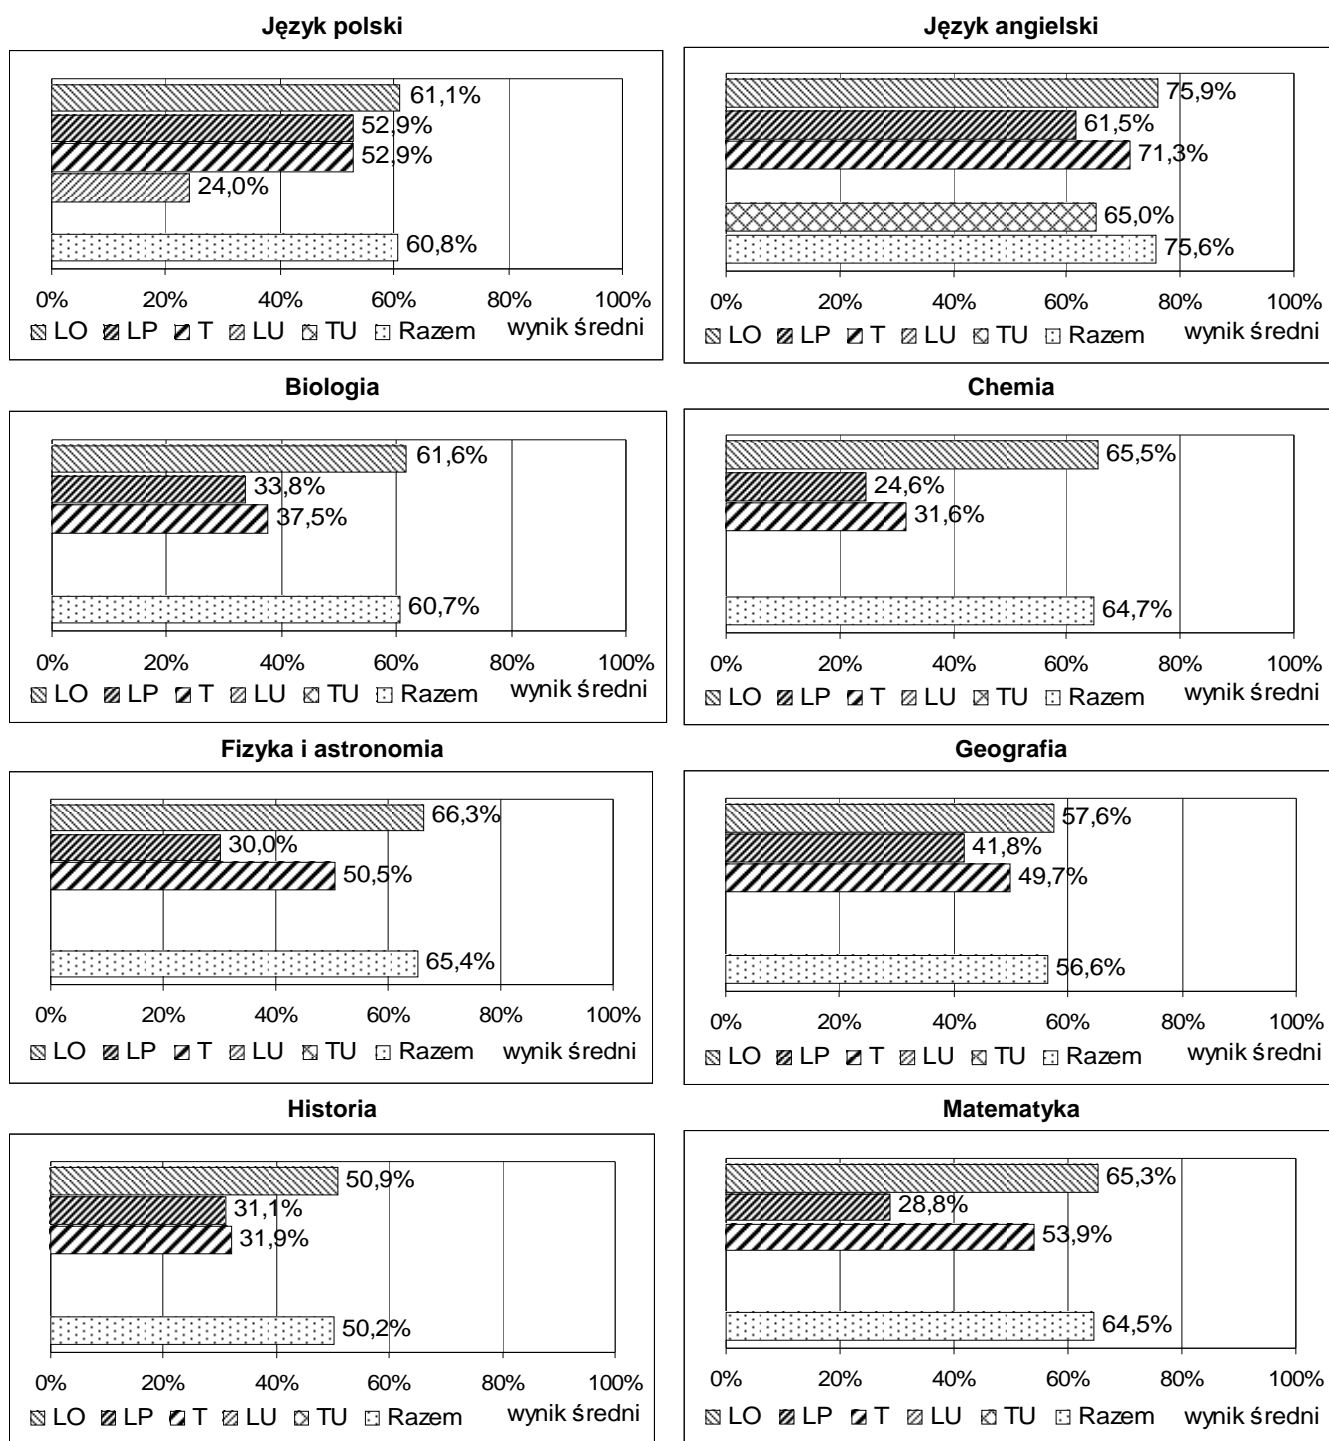 Język polski
61,1%
52,9%
52,9%
24,0%
60,8%
0% 20% 40% 60% 80% 100%
LO LP T LU TU Razem wynik średni
Język angielski
75,9%
61,5%
71,3%
65,0%
75,6%
0% 20% 40% 60% 80% 100%
LO LP T LU TU Razem wynik średni
Biologia
61,6%
33,8%
37,5%
60,7%
0% 20% 40% 60% 80% 100%
LO LP T LU TU Razem wynik średni
Chemia
65,5%
24,6%
31,6%
64,7%
0% 20% 40% 60% 80% 100%
LO LP T LU TU Razem wynik średni
Fizyka i astronomia
66,3%
30,0%
50,5%
65,4%
0% 20% 40% 60% 80% 100%
LO LP T LU TU Razem wynik średni
Geografia
57,6%
41,8%
49,7%
56,6%
0% 20% 40% 60% 80% 100%
LO LP T LU TU Razem wynik średni
Historia
50,9%
31,1%
31,9%
50,2%
0% 20% 40% 60% 80% 100%
LO LP T LU TU Razem wynik średni
Matematyka
65,3%
28,8%
53,9%
64,5%
0% 20% 40% 60% 80% 100%
LO LP T LU TU Razem wynik średni